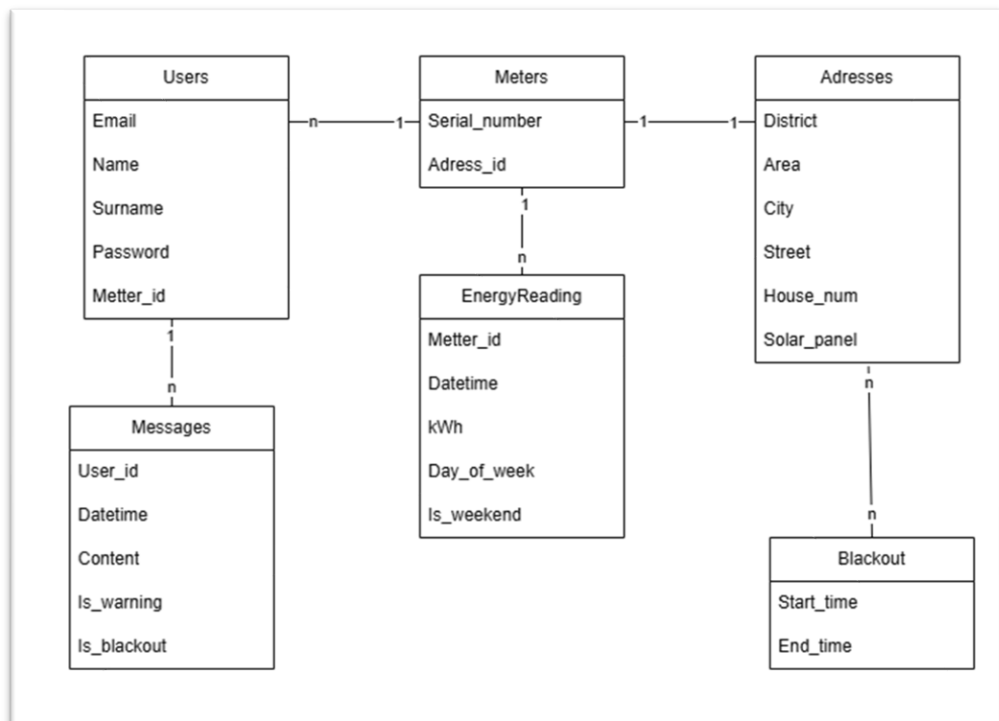 Users
Email
Name
Surname
Password
Metter_id
n
1
Meters
Serial_number
Adress_id
1
1
Adresses
District
Area
City
Street
House_num
Solar_panel
1
n
Messages
User_id
Datetime
Content
Is_warning
Is_blackout
1
n
EnergyReading
Metter_id
Datetime
kWh
Day_of_week
Is_weekend
n
n
Blackout
Start_time
End_time